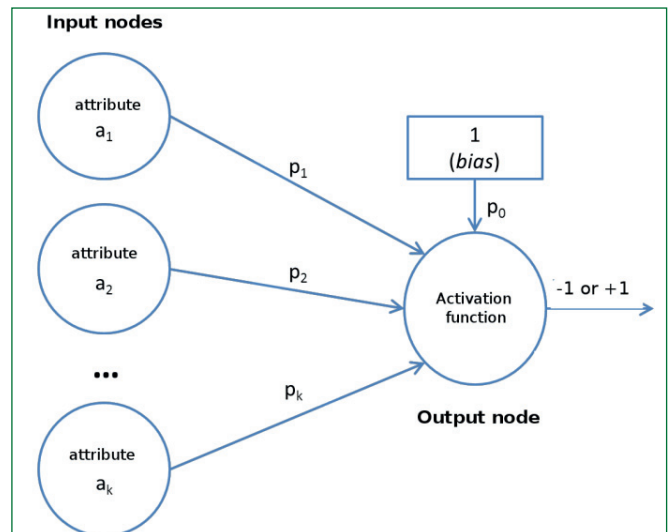 Input nodes
attribute
a₁
p₁
1
(bias)
p₀
attribute
a₂
p₂
Activation
function
-1 or +1
...
pₖ
Output node
attribute
aₖ